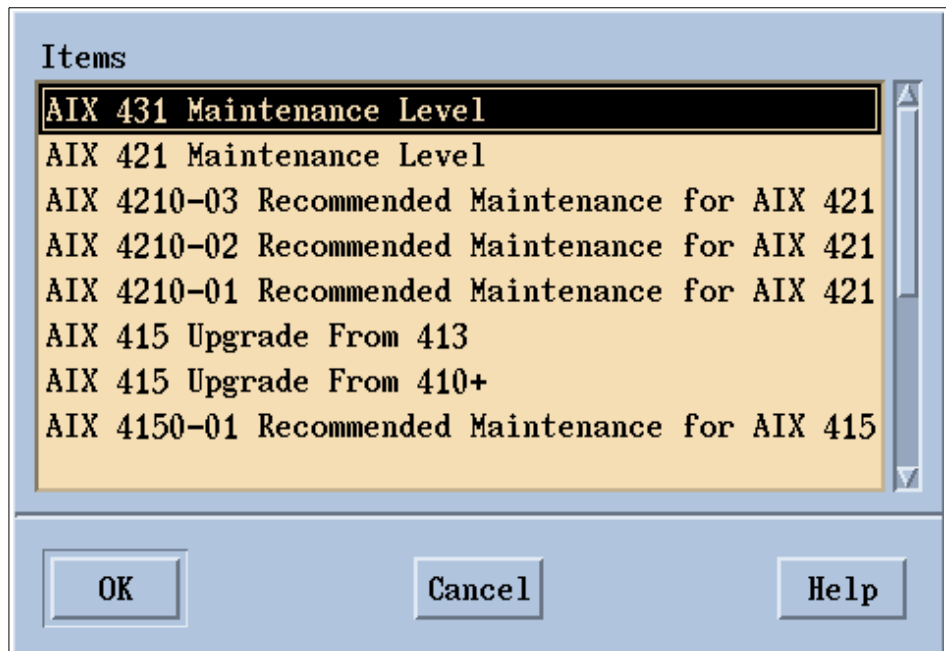 Items
AIX 431 Maintenance Level
AIX 421 Maintenance Level
AIX 4210-03 Recommended Maintenance for AIX 421
AIX 4210-02 Recommended Maintenance for AIX 421
AIX 4210-01 Recommended Maintenance for AIX 421
AIX 415 Upgrade From 413
AIX 415 Upgrade From 410+
AIX 4150-01 Recommended Maintenance for AIX 415
OK Cancel Help